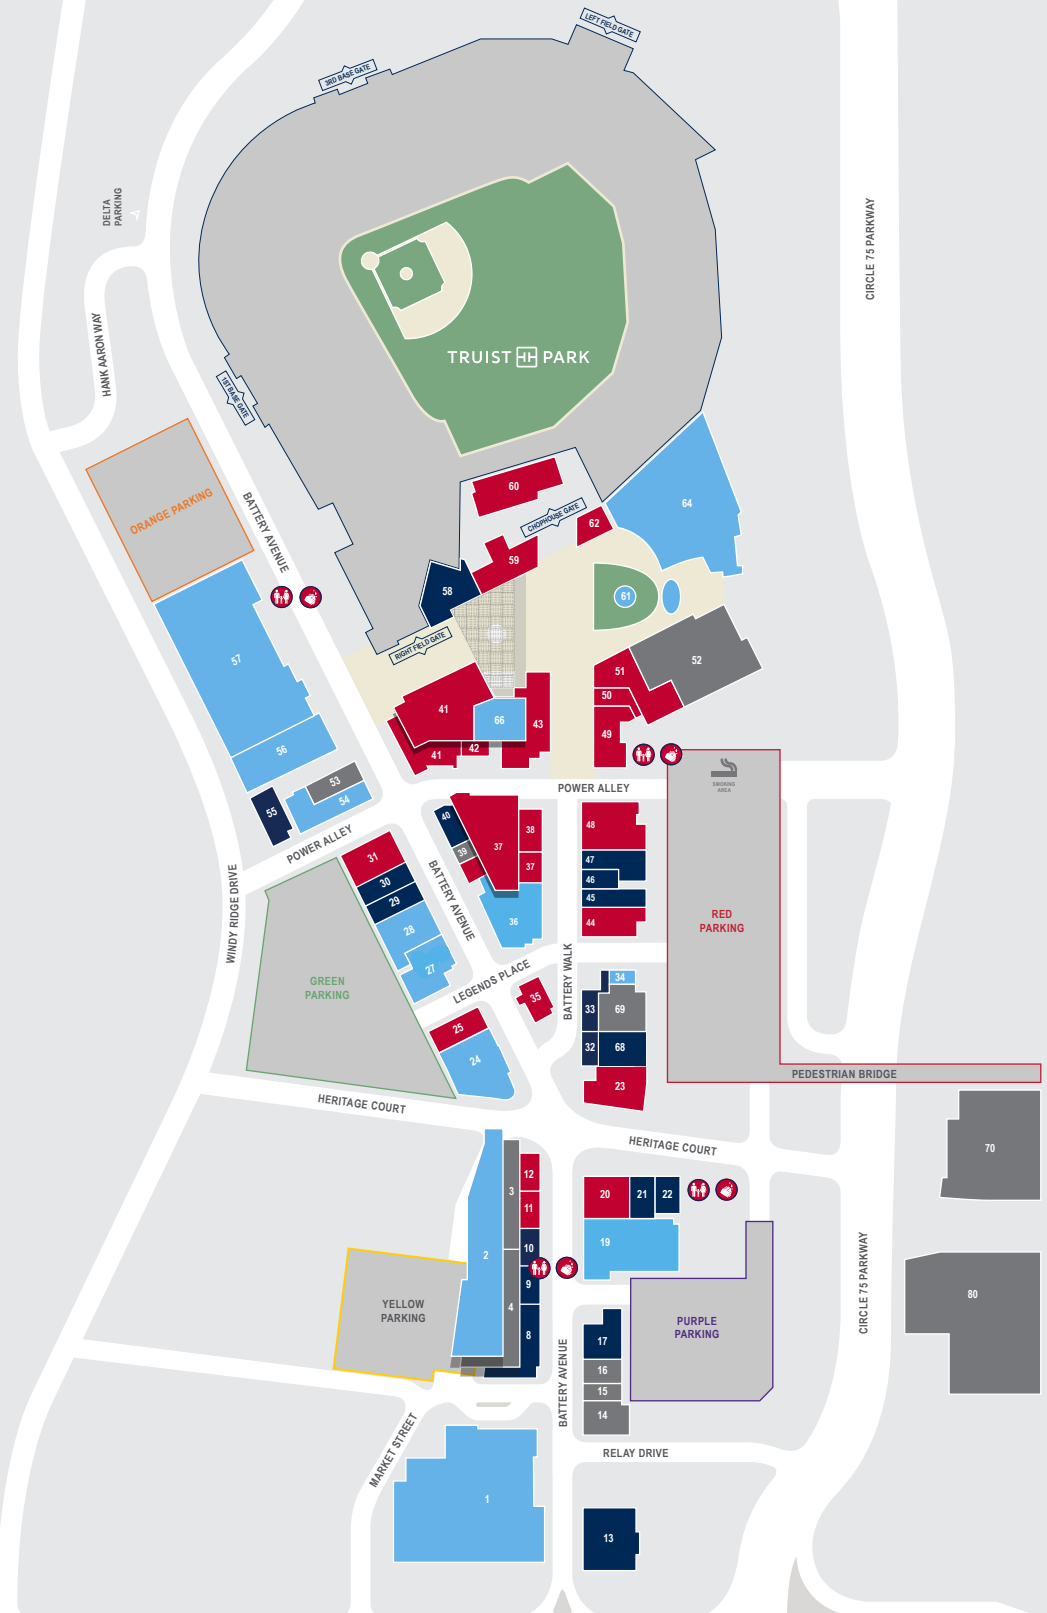 LEFT FIELD GATE
3RD BASE GATE
DELTA
PARKING
CIRCLE 75 PARKWAY
HANK AARON WAY
TRUIST PARK
1ST BASE GATE
ORANGE PARKING
BATTERY AVENUE
60
64
CHOPHOUSE GATE
62
59
58
61
57
RIGHT FIELD GATE
52
51
50
41
66
43
49
42
41
56
53
54
55
SMOKING
AREA
POWER ALLEY
POWER ALLEY
40
39
37
38
37
36
48
47
46
45
44
31
30
29
28
27
BATTERY AVENUE
WINDY RIDGE DRIVE
RED
PARKING
GREEN
PARKING
LEGENDS PLACE
BATTERY WALK
35
34
33
69
32
68
23
25
24
PEDESTRIAN BRIDGE
HERITAGE COURT
HERITAGE COURT
70
12
11
10
9
8
3
4
2
20
21
22
19
CIRCLE 75 PARKWAY
80
YELLOW
PARKING
PURPLE
PARKING
17
16
15
14
BATTERY AVENUE
MARKET STREET
RELAY DRIVE
1
13